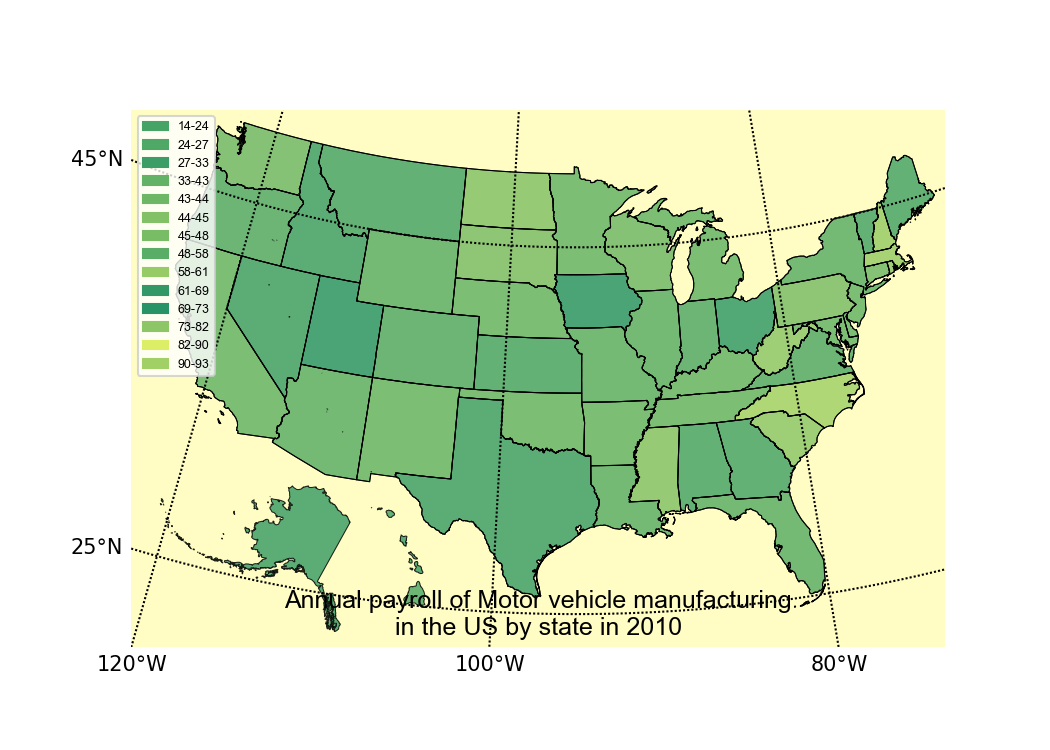 14-24
24-27
27-33
33-43
43-44
44-45
45-48
48-58
58-61
61-69
69-73
73-82
82-90
90-93
45°N
25°N
Annual payroll of Motor vehicle manufacturing
in the US by state in 2010
120°W
100°W
80°W